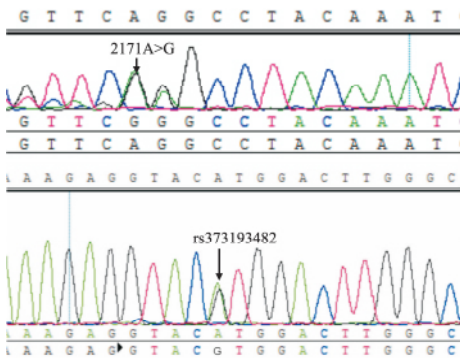 G T T C A G G C C T A C A A A T G
2171A>G
G T T C G G G C C T A C A A A T
G T T C A G G C C T A C A A A T
A A A G A G G T A C A T G G A C T T G G G C
rs373193482
A A A G A G G T A C A T G G A C T T G G G C
A A A G A G G T A C G T G G A C T T G G G C